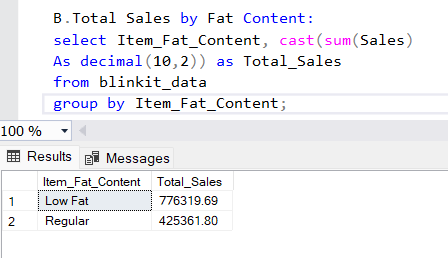 B.Total Sales by Fat Content:
select Item_Fat_Content, cast(sum(Sales)
As decimal(10,2)) as Total_Sales
from blinkit_data
group by Item_Fat_Content;
100 %
Results Messages
Item_Fat_Content Total_Sales
1 Low Fat 776319.69
2 Regular 425361.80